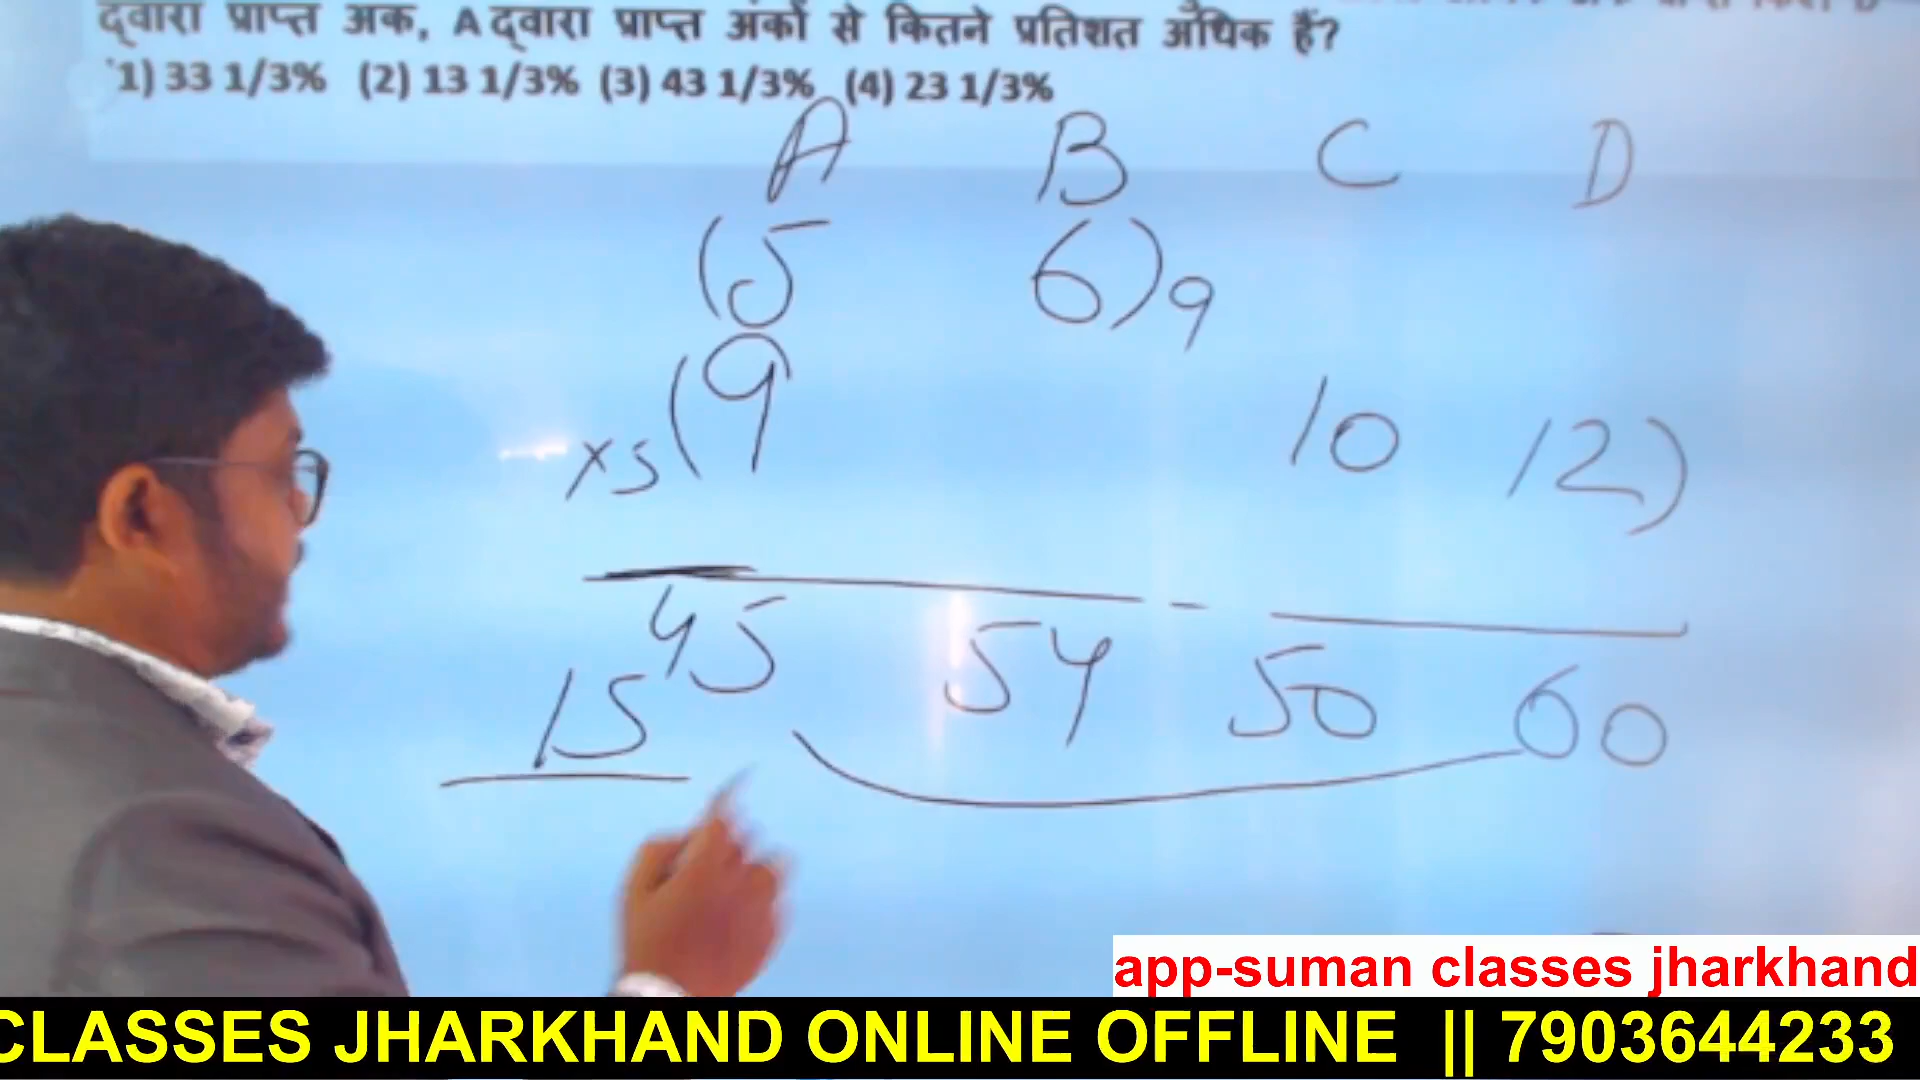 द्वारा प्राप्त अंक, A द्वारा प्राप्त अंकों से कितने प्रतिशत अधिक हैं?
1) 33 1/3% (2) 13 1/3% (3) 43 1/3% (4) 23 1/3%
A B C D
(5 6)9
×5 (9 10 12)
45 54 50 60
15
app-suman classes jharkhand
CLASSES JHARKHAND ONLINE OFFLINE || 7903644233